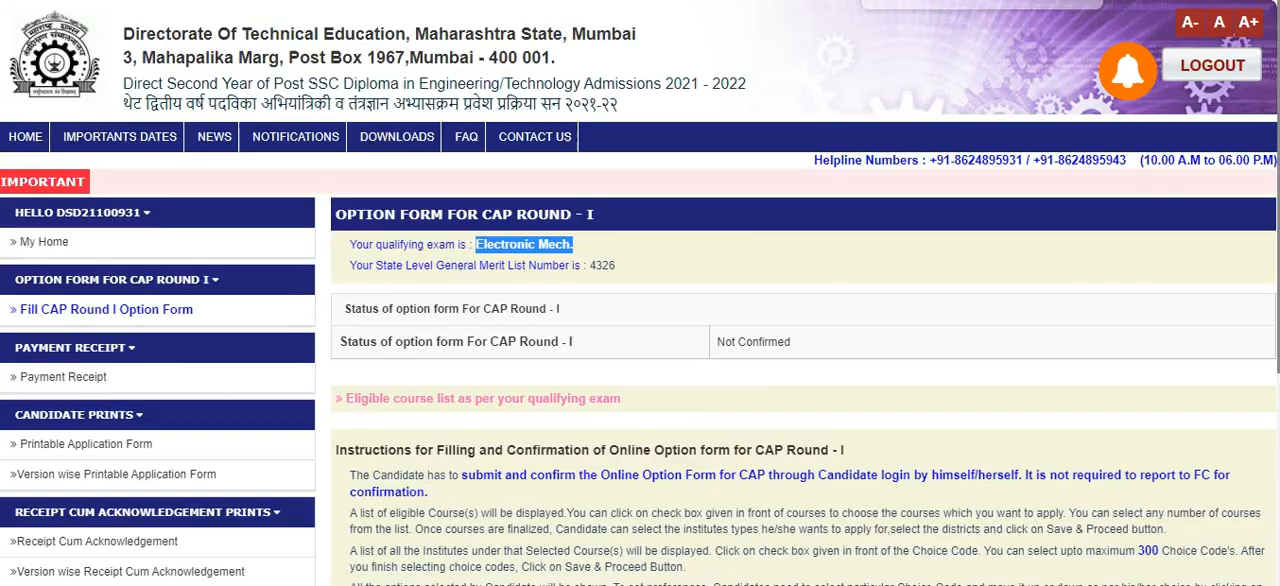 Directorate Of Technical Education, Maharashtra State, Mumbai
3, Mahapalika Marg, Post Box 1967,Mumbai - 400 001.
Direct Second Year of Post SSC Diploma in Engineering/Technology Admissions 2021 - 2022
थेट द्वितीय वर्ष पदविका अभियांत्रिकी व तंत्रज्ञान अभ्यासक्रम प्रवेश प्रक्रिया सन २०२१-२२
A- A A+
LOGOUT
HOME IMPORTANTS DATES NEWS NOTIFICATIONS DOWNLOADS FAQ CONTACT US
Helpline Numbers : +91-8624895931 / +91-8624895943 (10.00 A.M to 06.00 P.M)
IMPORTANT
HELLO DSD21100931
» My Home
OPTION FORM FOR CAP ROUND I
» Fill CAP Round I Option Form
PAYMENT RECEIPT
» Payment Receipt
CANDIDATE PRINTS
» Printable Application Form
»Version wise Printable Application Form
RECEIPT CUM ACKNOWLEDGEMENT PRINTS
»Receipt Cum Acknowledgement
»Version wise Receipt Cum Acknowledgement
OPTION FORM FOR CAP ROUND - I
Your qualifying exam is : Electronic Mech.
Your State Level General Merit List Number is : 4326
Status of option form For CAP Round - I
Status of option form For CAP Round - I Not Confirmed
» Eligible course list as per your qualifying exam
Instructions for Filling and Confirmation of Online Option form for CAP Round - I
The Candidate has to submit and confirm the Online Option Form for CAP through Candidate login by himself/herself. It is not required to report to FC for
confirmation.
A list of eligible Course(s) will be displayed.You can click on check box given in front of courses to choose the courses which you want to apply. You can select any number of courses
from the list. Once courses are finalized, Candidate can select the institutes types he/she wants to apply for,select the districts and click on Save & Proceed button.
A list of all the Institutes under that Selected Course(s) will be displayed. Click on check box given in front of the Choice Code. You can select upto maximum 300 Choice Code's. After
you finish selecting choice codes, Click on Save & Proceed Button.